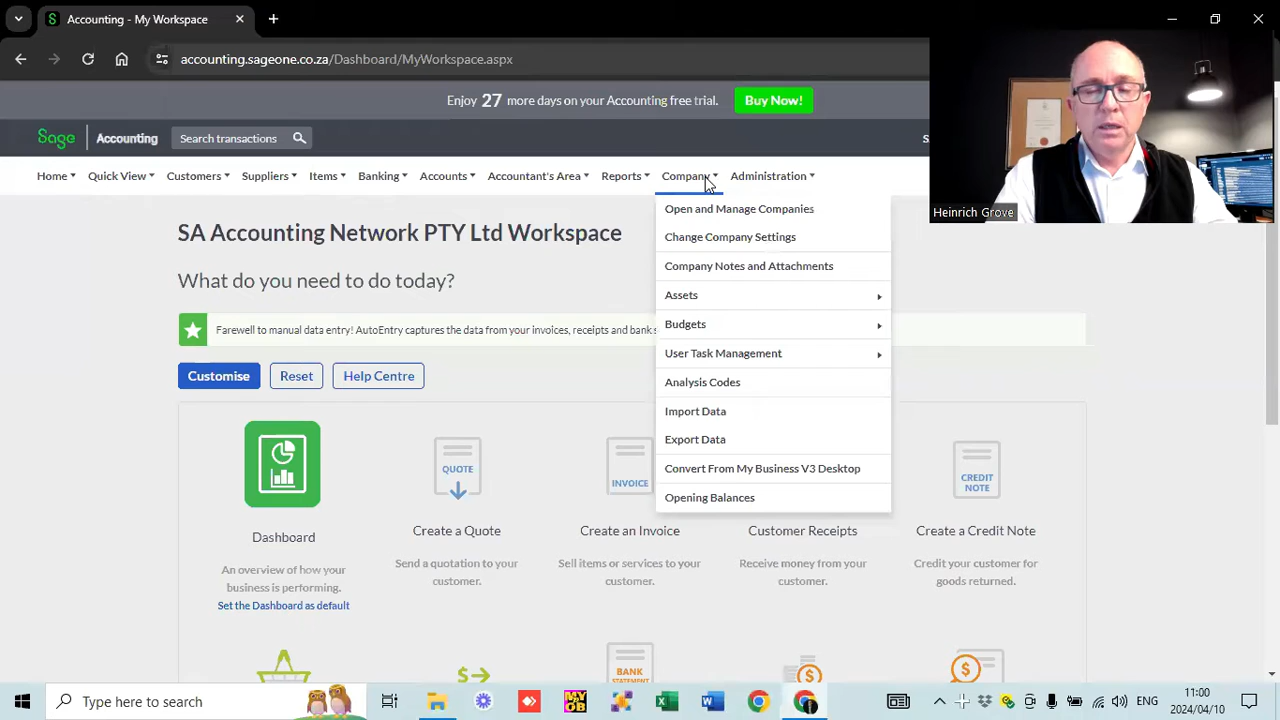 Accounting - My Workspace
accounting.sageone.co.za/Dashboard/MyWorkspace.aspx
Enjoy 27 more days on your Accounting free trial.
Buy Now!
Sage
Accounting
Search transactions
Home
Quick View
Customers
Suppliers
Items
Banking
Accounts
Accountant's Area
Reports
Company
Administration
Heinrich Grove
Open and Manage Companies
Change Company Settings
Company Notes and Attachments
Assets
Budgets
User Task Management
Analysis Codes
Import Data
Export Data
Convert From My Business V3 Desktop
Opening Balances
SA Accounting Network PTY Ltd Workspace
What do you need to do today?
Farewell to manual data entry! AutoEntry captures the data from your invoices, receipts and bank s
Customise
Reset
Help Centre
Dashboard
An overview of how your
business is performing.
Set the Dashboard as default
QUOTE
Create a Quote
Send a quotation to your
customer.
INVOICE
Create an Invoice
Sell items or services to your
customer.
Customer Receipts
Receive money from your
customer.
CREDIT
NOTE
Create a Credit Note
Credit your customer for
goods returned.
BANK
STATEMENT
Type here to search
ENG
11:00
2024/04/10